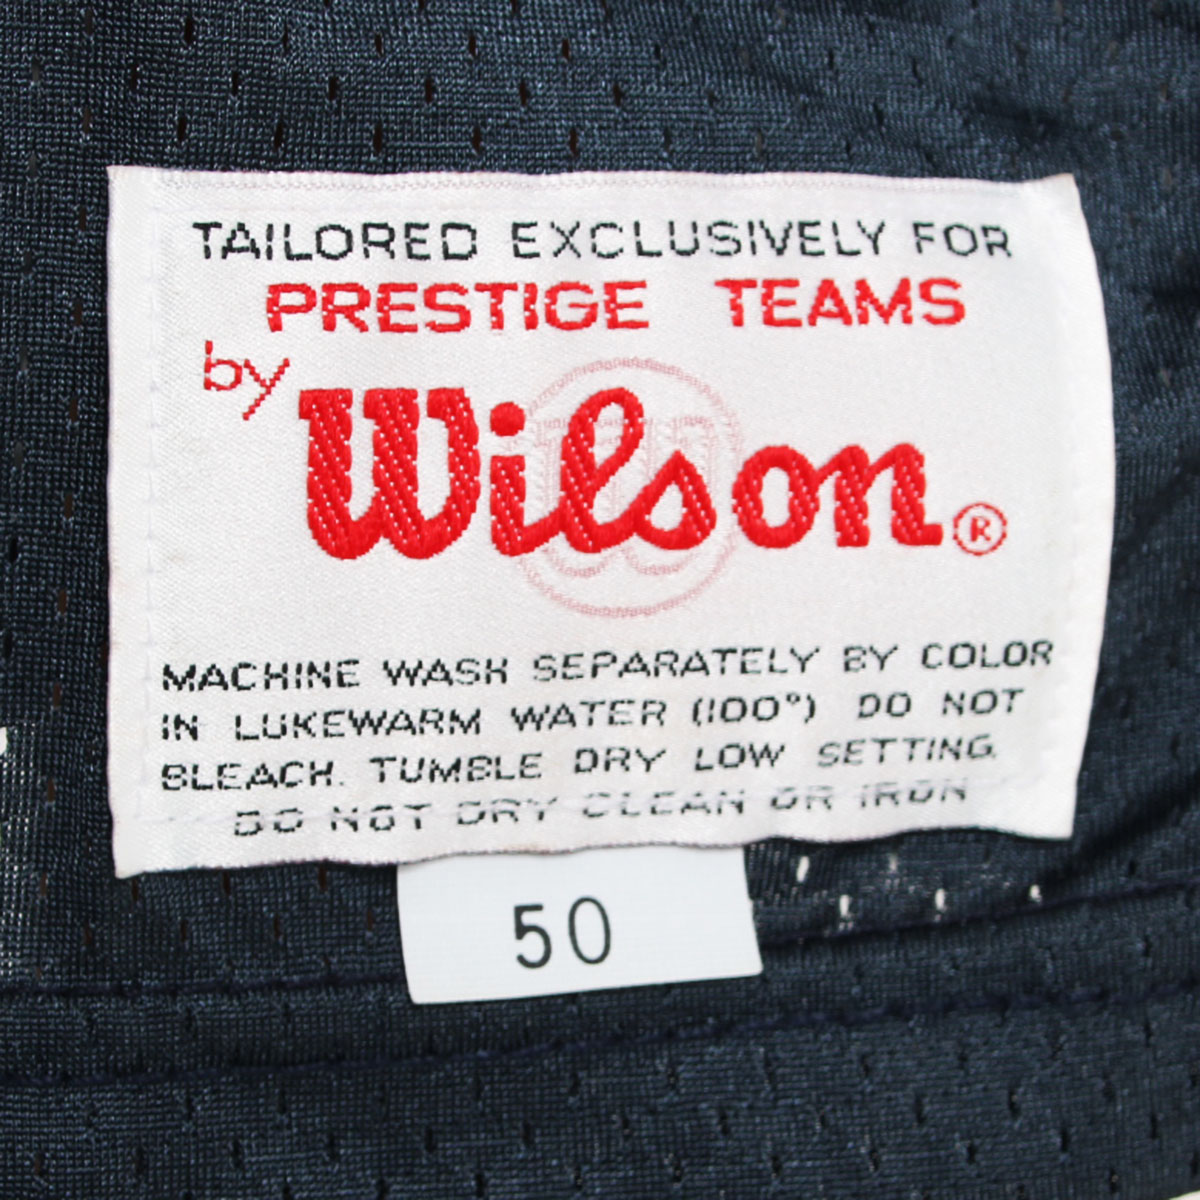 TAILORED EXCLUSIVELY FOR
PRESTIGE TEAMS
by
Wilson®
MACHINE WASH SEPARATELY BY COLOR
IN LUKEWARM WATER (100°) DO NOT
BLEACH. TUMBLE DRY LOW SETTING.
DO NOT DRY CLEAN OR IRON
50